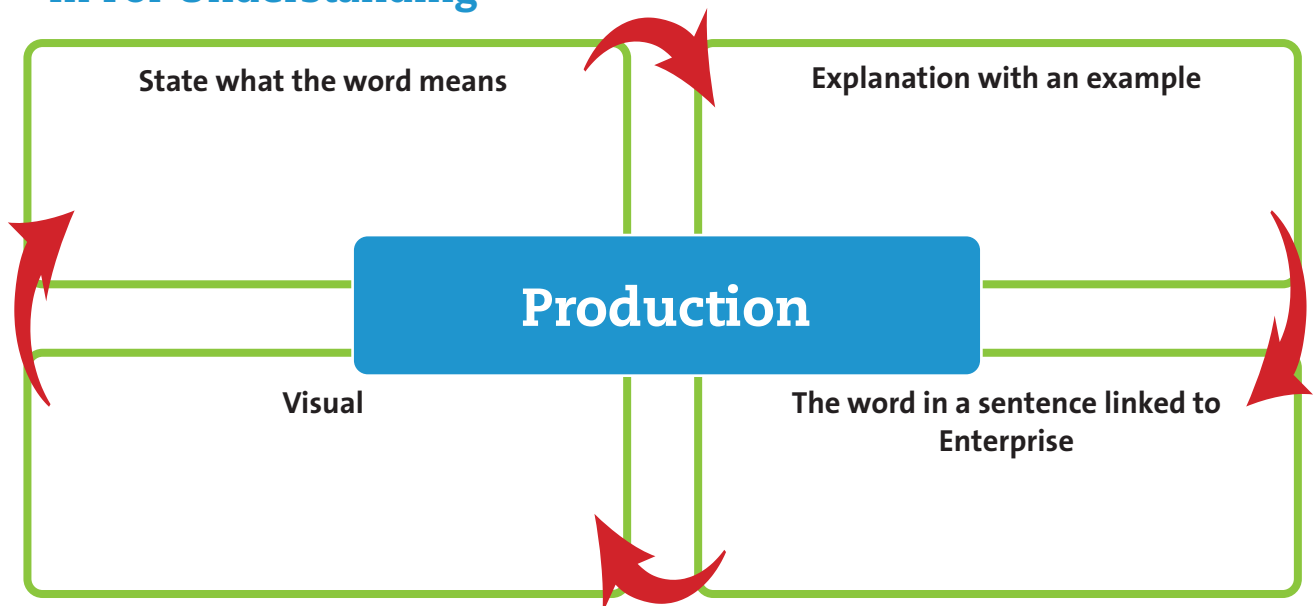 State what the word means
Explanation with an example
Production
Visual
The word in a sentence linked to
Enterprise